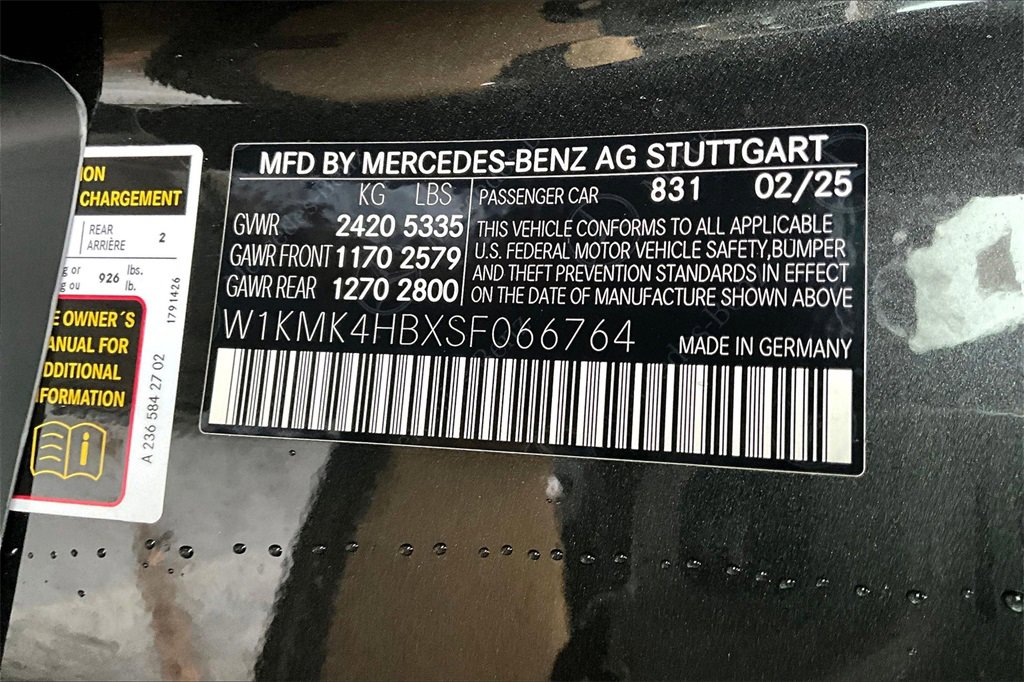 MFD BY MERCEDES-BENZ AG STUTTGART
KG LBS
GVWR 2420 5335
GAWR FRONT 1170 2579
GAWR REAR 1270 2800
PASSENGER CAR 831 02/25
THIS VEHICLE CONFORMS TO ALL APPLICABLE
U.S. FEDERAL MOTOR VEHICLE SAFETY,BUMPER
AND THEFT PREVENTION STANDARDS IN EFFECT
ON THE DATE OF MANUFACTURE SHOWN ABOVE
W1KMK4HBXSF066764
MADE IN GERMANY
ION
CHARGEMENT
REAR
ARRIÈRE 2
g or 926 lbs.
g ou lb.
E OWNER´S
ANUAL FOR
DDITIONAL
FORMATION
i
1791426
A 236 584 27 02